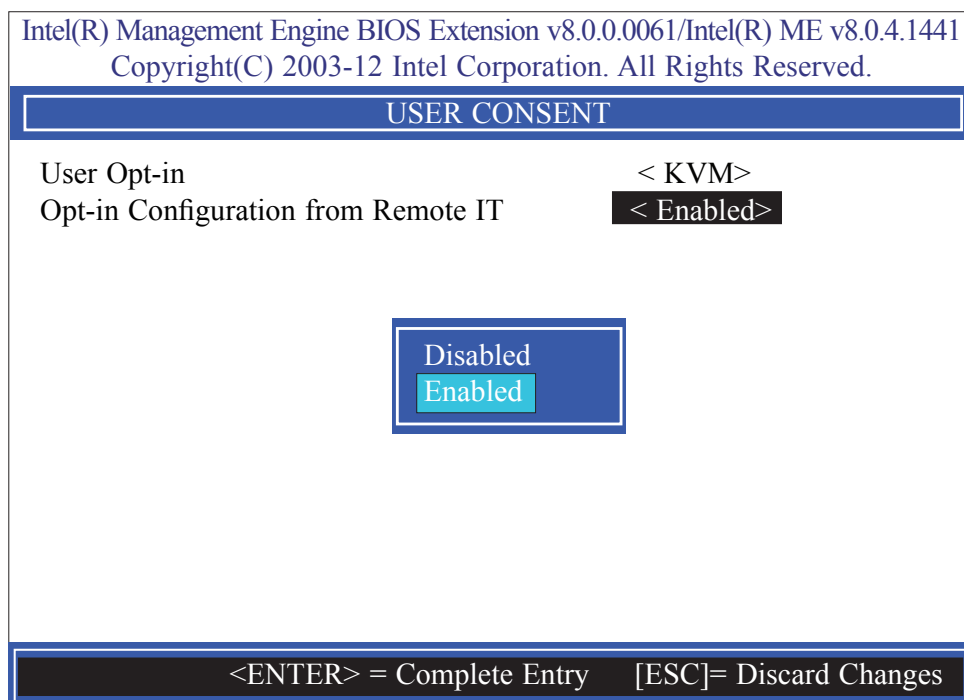 Intel(R) Management Engine BIOS Extension v8.0.0.0061/Intel(R) ME v8.0.4.1441
Copyright(C) 2003-12 Intel Corporation. All Rights Reserved.
USER CONSENT
User Opt-in < KVM>
Opt-in Configuration from Remote IT < Enabled>
Disabled
Enabled
<ENTER> = Complete Entry [ESC]= Discard Changes